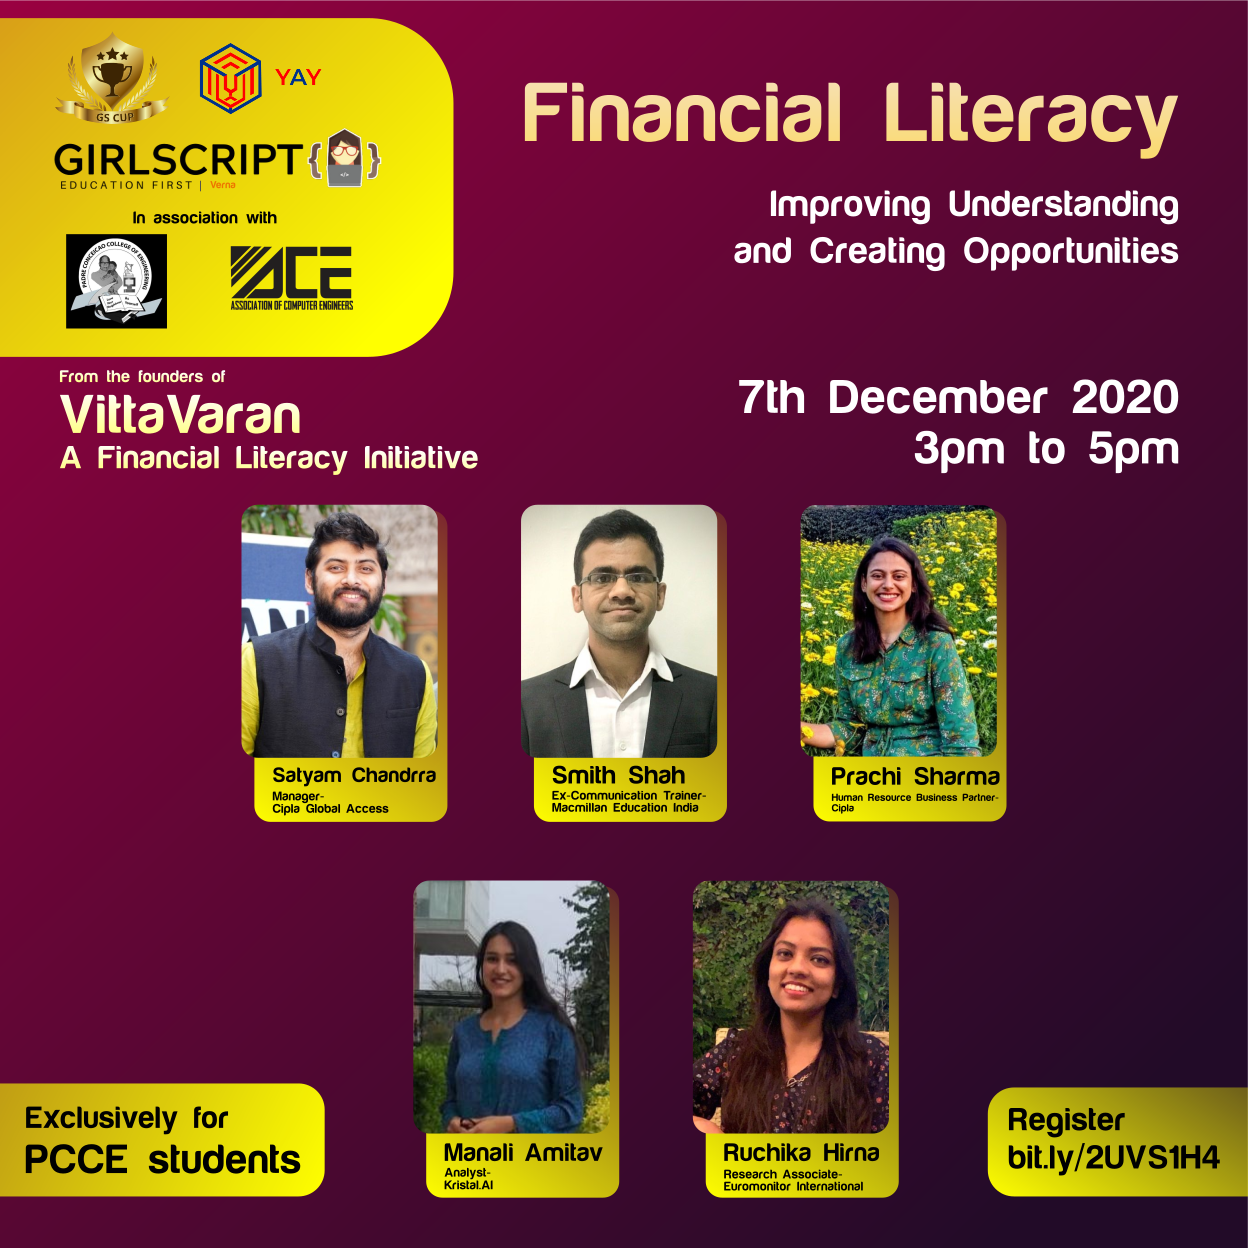 GS CUP
YAY
GIRLSCRIPT
EDUCATION FIRST | Verna
In association with
PADRE CONCEICAO COLLEGE OF ENGINEERING
ACE
ASSOCIATION OF COMPUTER ENGINEERS
Financial Literacy
Improving Understanding
and Creating Opportunities
From the founders of
VittaVaran
A Financial Literacy Initiative
7th December 2020
3pm to 5pm
AN
Satyam Chandrra
Manager-
Cipla Global Access
Smith Shah
Ex-Communication Trainer-
Macmillan Education India
Prachi Sharma
Human Resource Business Partner-
Cipla
Manali Amitav
Analyst-
Kristal.AI
Ruchika Hirna
Research Associate-
Euromonitor International
Exclusively for
PCCE students
Register
bit.ly/2UVS1H4